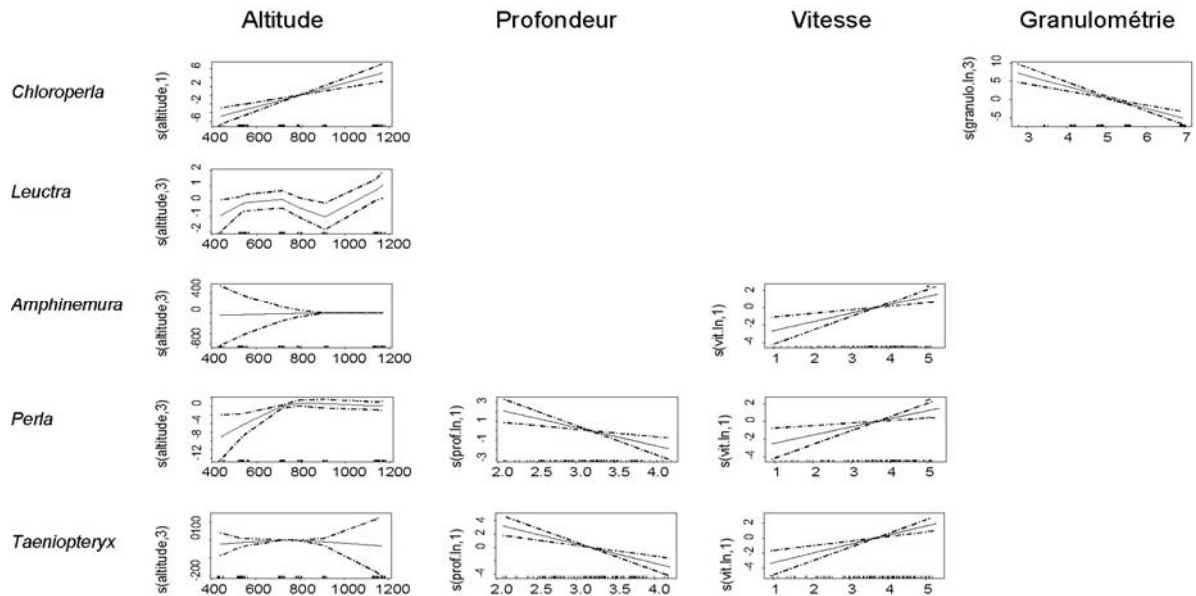 Altitude Profondeur Vitesse Granulométrie
Chloroperla
s(altitude,1)
6
2
-2
-6
400 600 800 1000 1200
s(granulo.ln,3)
10
5
0
-5
3 4 5 6 7
Leuctra
s(altitude,3)
2
1
0
-1
-2
400 600 800 1000 1200
Amphinemura
s(altitude,3)
400
0
-600
400 600 800 1000 1200
s(vit.ln,1)
2
0
-2
-4
1 2 3 4 5
Perla
s(altitude,3)
0
-4
-8
-12
400 600 800 1000 1200
s(prof.ln,1)
3
1
-1
-3
2.0 2.5 3.0 3.5 4.0
s(vit.ln,1)
2
0
-2
-4
1 2 3 4 5
Taeniopteryx
s(altitude,3)
0100
-200
400 600 800 1000 1200
s(prof.ln,1)
4
2
0
-4
2.0 2.5 3.0 3.5 4.0
s(vit.ln,1)
2
0
-2
-4
1 2 3 4 5